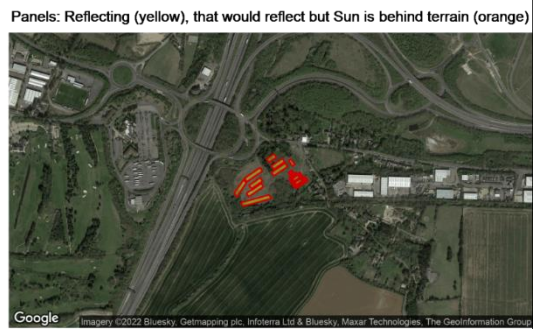 Panels: Reflecting (yellow), that would reflect but Sun is behind terrain (orange)
Google
Imagery ©2022 Bluesky, Getmapping plc, Infoterra Ltd & Bluesky, Maxar Technologies, The GeoInformation Group